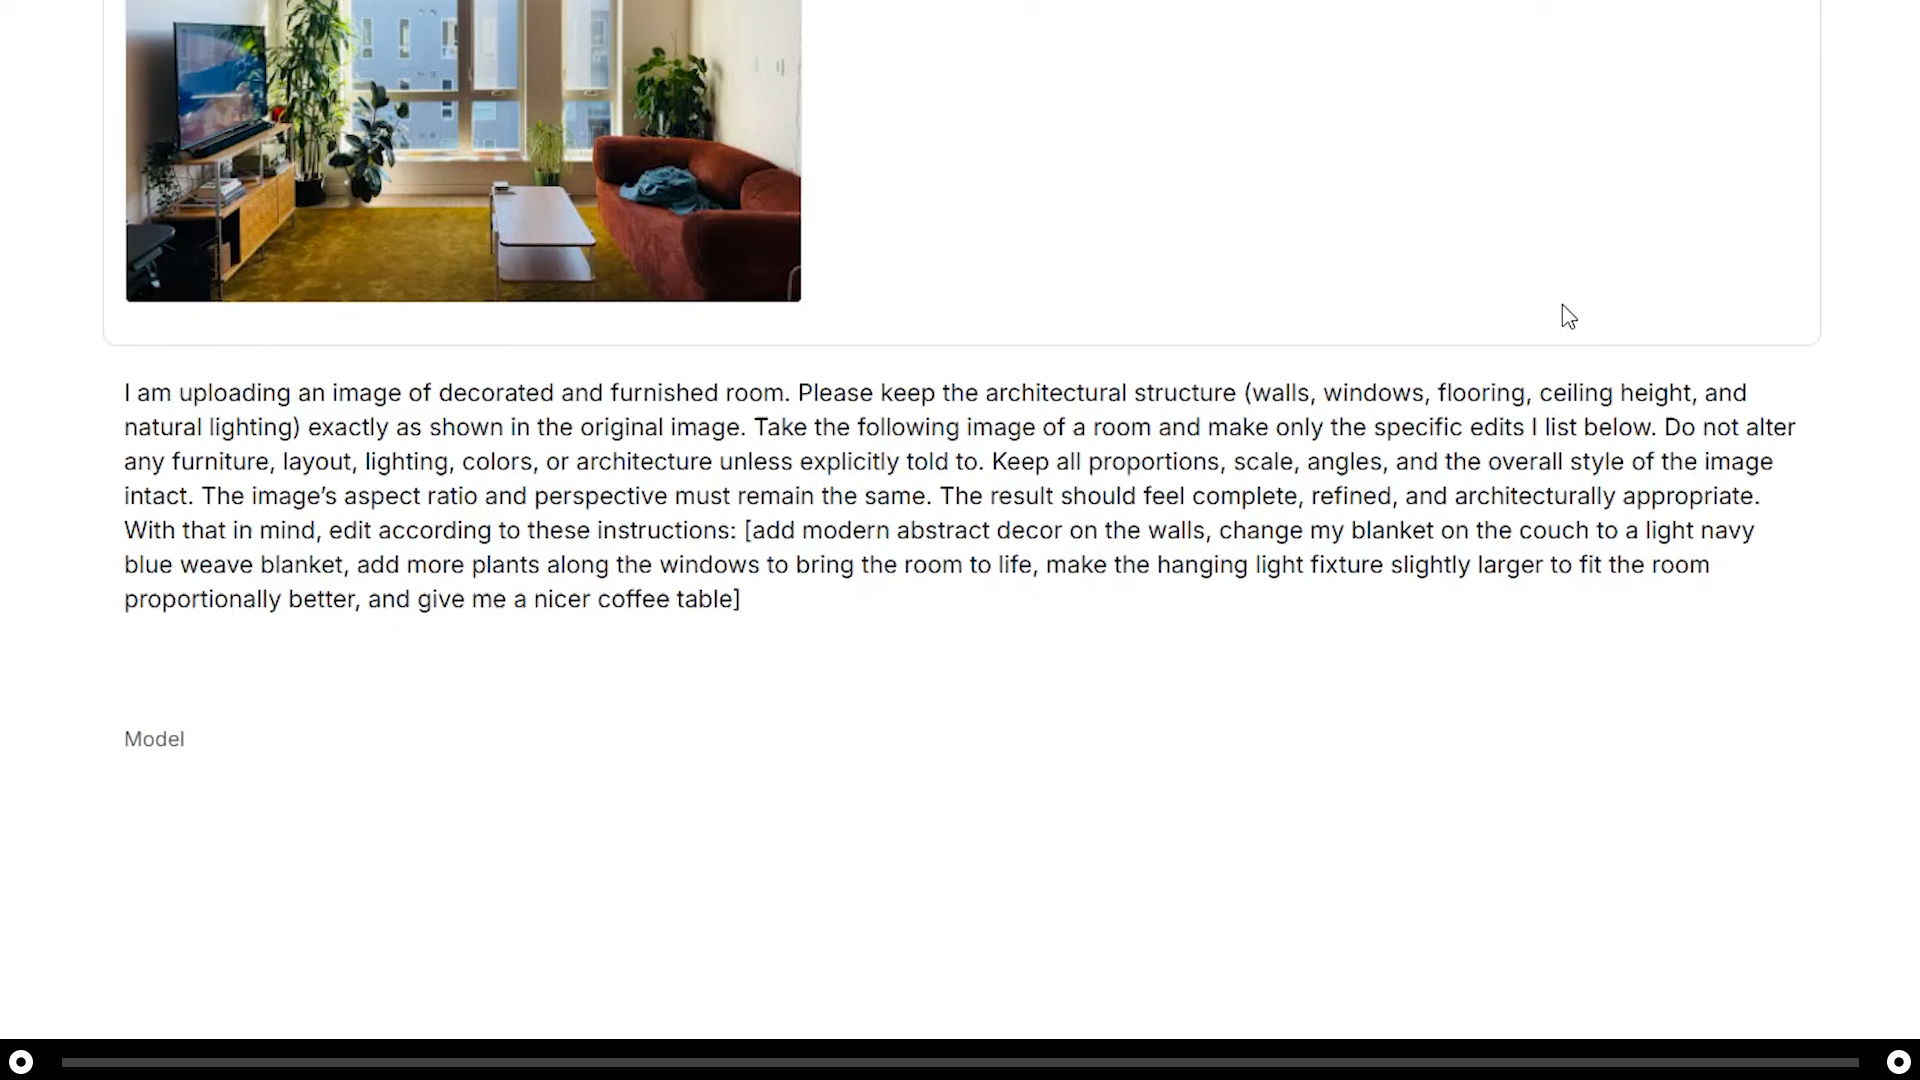 I am uploading an image of decorated and furnished room. Please keep the architectural structure (walls, windows, flooring, ceiling height, and
natural lighting) exactly as shown in the original image. Take the following image of a room and make only the specific edits I list below. Do not alter
any furniture, layout, lighting, colors, or architecture unless explicitly told to. Keep all proportions, scale, angles, and the overall style of the image
intact. The image’s aspect ratio and perspective must remain the same. The result should feel complete, refined, and architecturally appropriate.
With that in mind, edit according to these instructions: [add modern abstract decor on the walls, change my blanket on the couch to a light navy
blue weave blanket, add more plants along the windows to bring the room to life, make the hanging light fixture slightly larger to fit the room
proportionally better, and give me a nicer coffee table]
Model